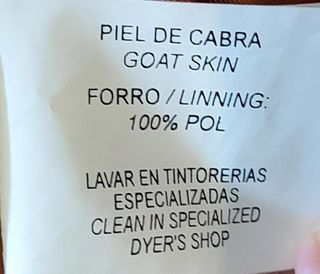 PIEL DE CABRA
GOAT SKIN
FORRO / LINNING:
100% POL
LAVAR EN TINTORERIAS
ESPECIALIZADAS
CLEAN IN SPECIALIZED
DYER'S SHOP